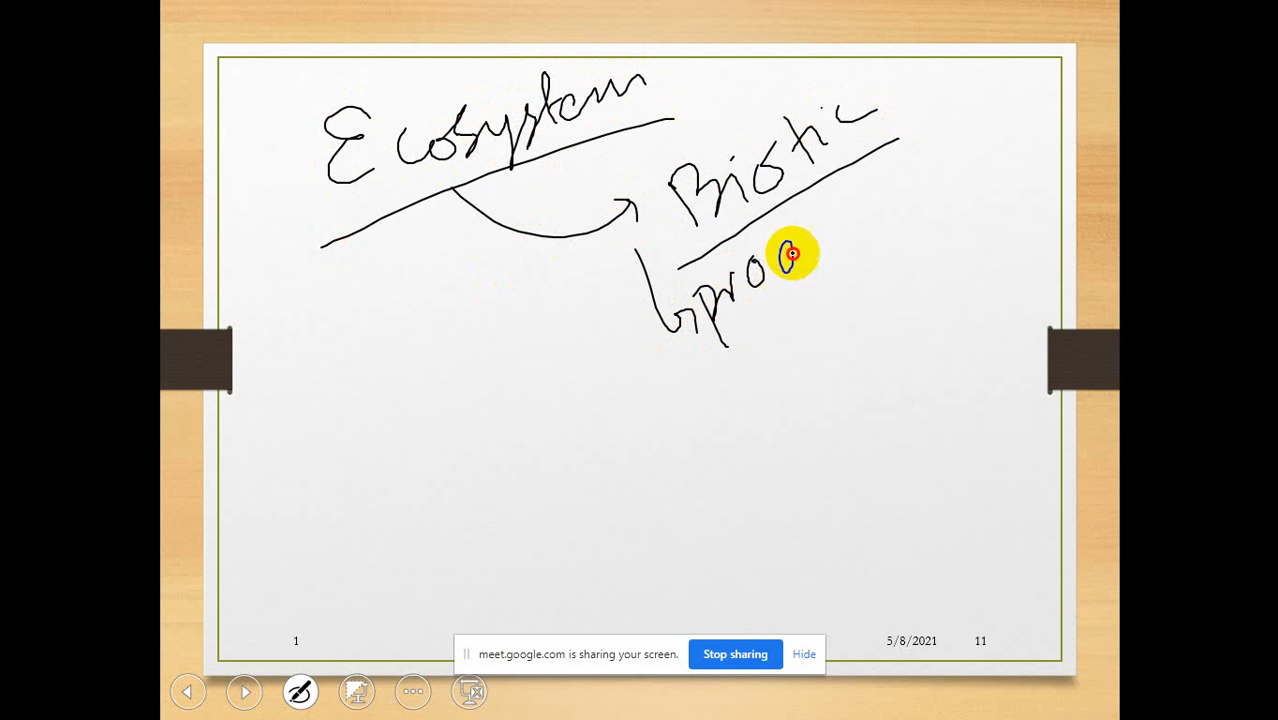 Ecosystem
Biotic
pro
1
5/8/2021
11
meet.google.com is sharing your screen.
Stop sharing
Hide